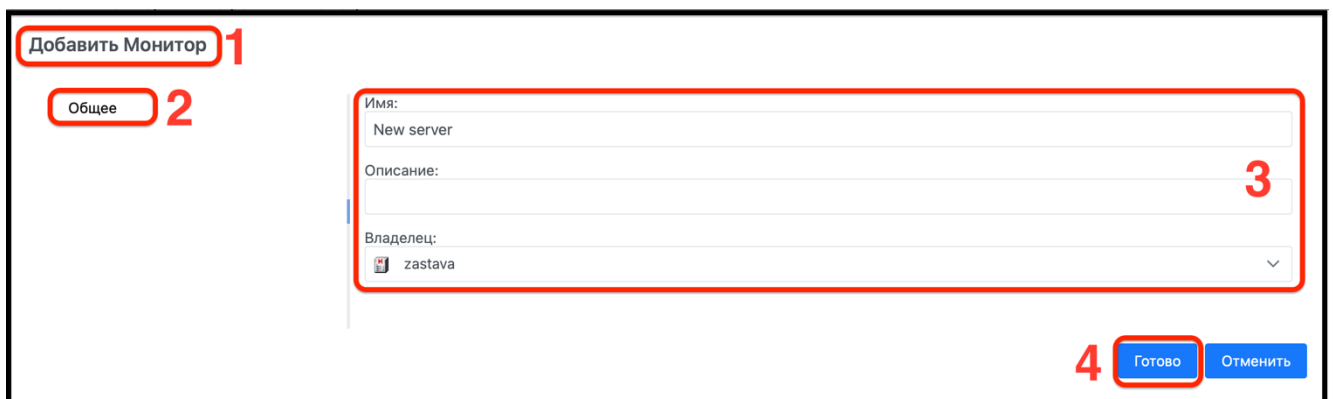 Добавить Монитор 1
Общее 2
Имя:
New server
Описание:
3
Владелец:
zastava
4 Готово Отменить